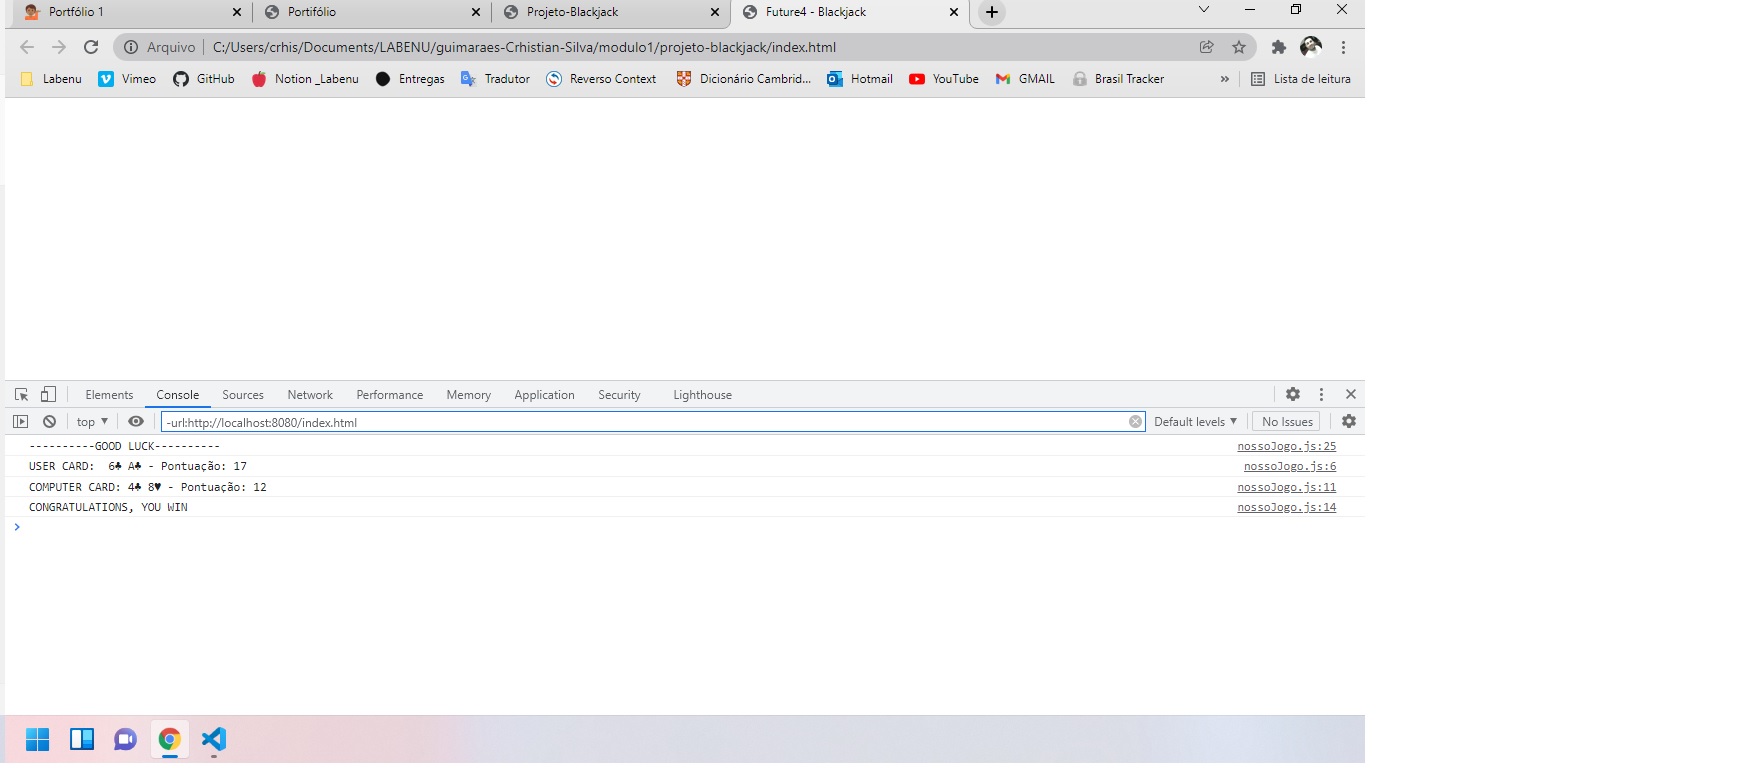 Portfólio 1
Portifólio
Projeto-Blackjack
Future4 - Blackjack
Arquivo C:/Users/crhis/Documents/LABENU/guimaraes-Crhistian-Silva/modulo1/projeto-blackjack/index.html
Labenu Vimeo GitHub Notion _Labenu Entregas Tradutor Reverso Context Dicionário Cambrid... Hotmail YouTube GMAIL Brasil Tracker » Lista de leitura
Elements Console Sources Network Performance Memory Application Security Lighthouse
top -url:http://localhost:8080/index.html Default levels No Issues
----------GOOD LUCK---------- nossoJogo.js:25
USER CARD:  6♣ A♣ - Pontuação: 17 nossoJogo.js:6
COMPUTER CARD: 4♣ 8♥ - Pontuação: 12 nossoJogo.js:11
CONGRATULATIONS, YOU WIN nossoJogo.js:14